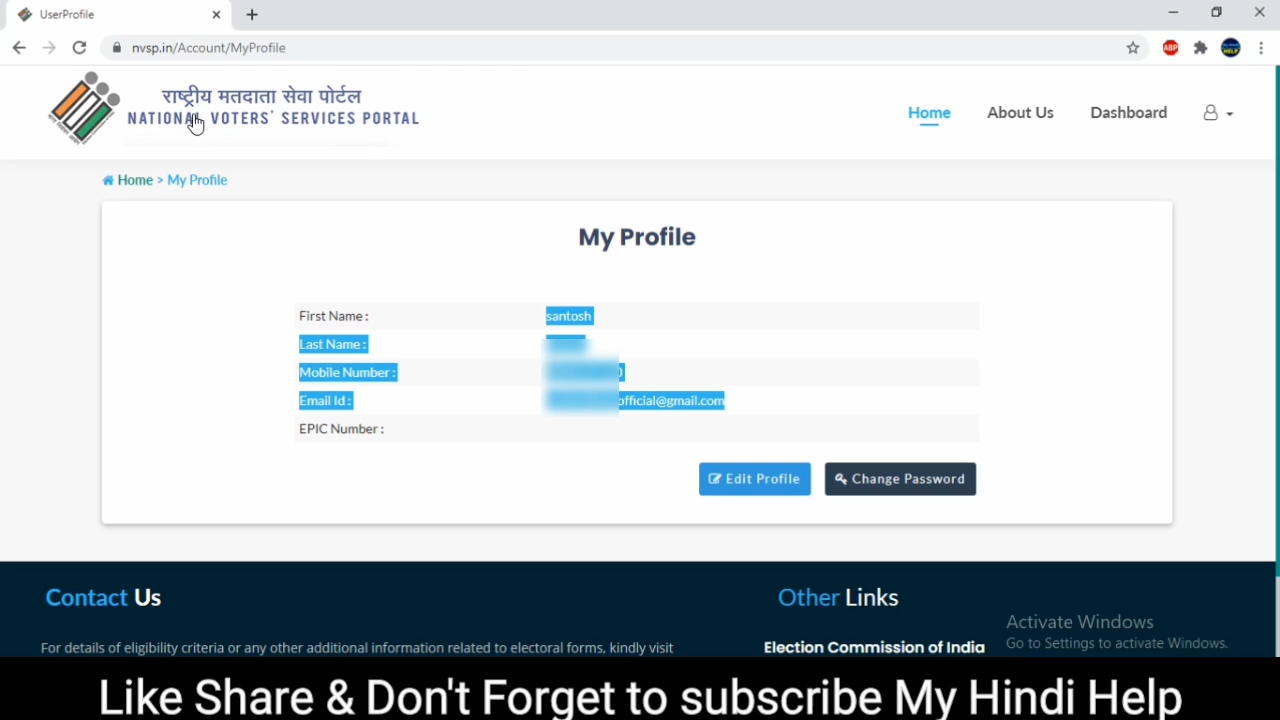 UserProfile
nvsp.in/Account/MyProfile
ABP
HELP
राष्ट्रीय मतदाता सेवा पोर्टल
NATIONAL VOTERS' SERVICES PORTAL
Home
About Us
Dashboard
Home > My Profile
My Profile
First Name : santosh
Last Name :
Mobile Number :
Email Id : official@gmail.com
EPIC Number :
Edit Profile
Change Password
Contact Us
Other Links
Activate Windows
Go to Settings to activate Windows.
For details of eligibility criteria or any other additional information related to electoral forms, kindly visit
Election Commission of India
Like Share & Don't Forget to subscribe My Hindi Help